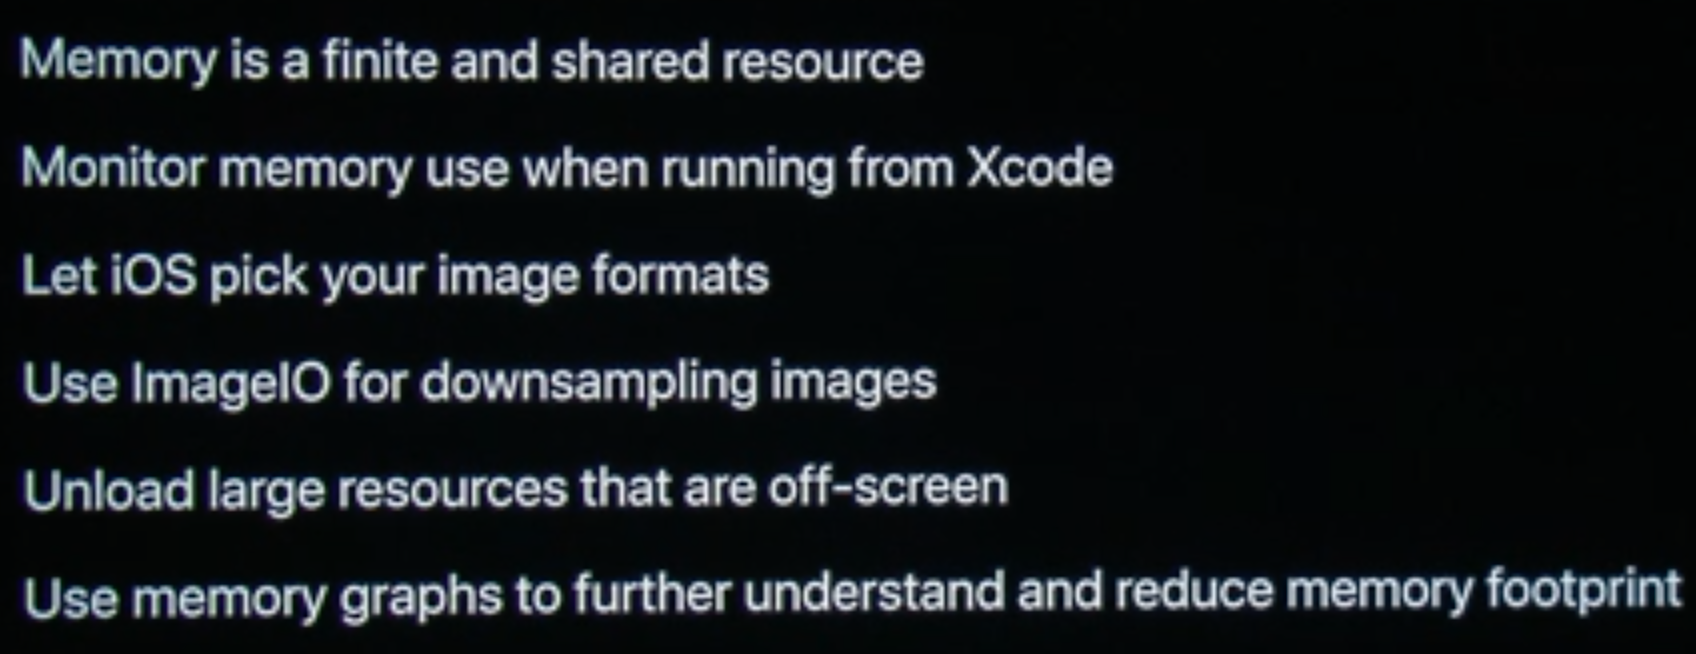 Memory is a finite and shared resource
Monitor memory use when running from Xcode
Let iOS pick your image formats
Use ImageIO for downsampling images
Unload large resources that are off-screen
Use memory graphs to further understand and reduce memory footprint